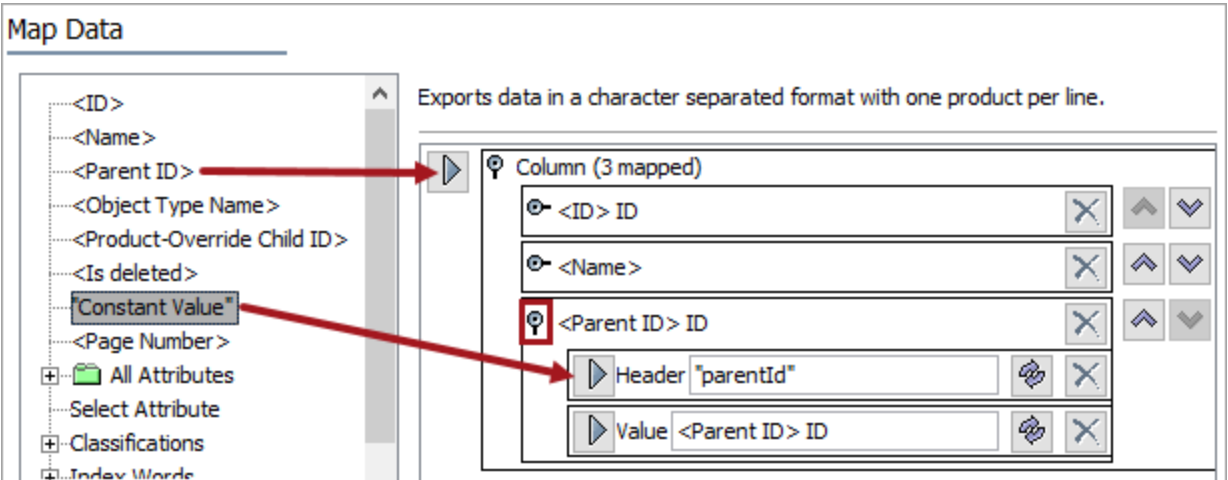 Map Data
<ID>
<Name>
<Parent ID>
<Object Type Name>
<Product-Override Child ID>
<Is deleted>
"Constant Value"
<Page Number>
All Attributes
Select Attribute
Classifications
Index Words
Exports data in a character separated format with one product per line.
Column (3 mapped)
<ID> ID
<Name>
<Parent ID> ID
Header "parentId"
Value <Parent ID> ID